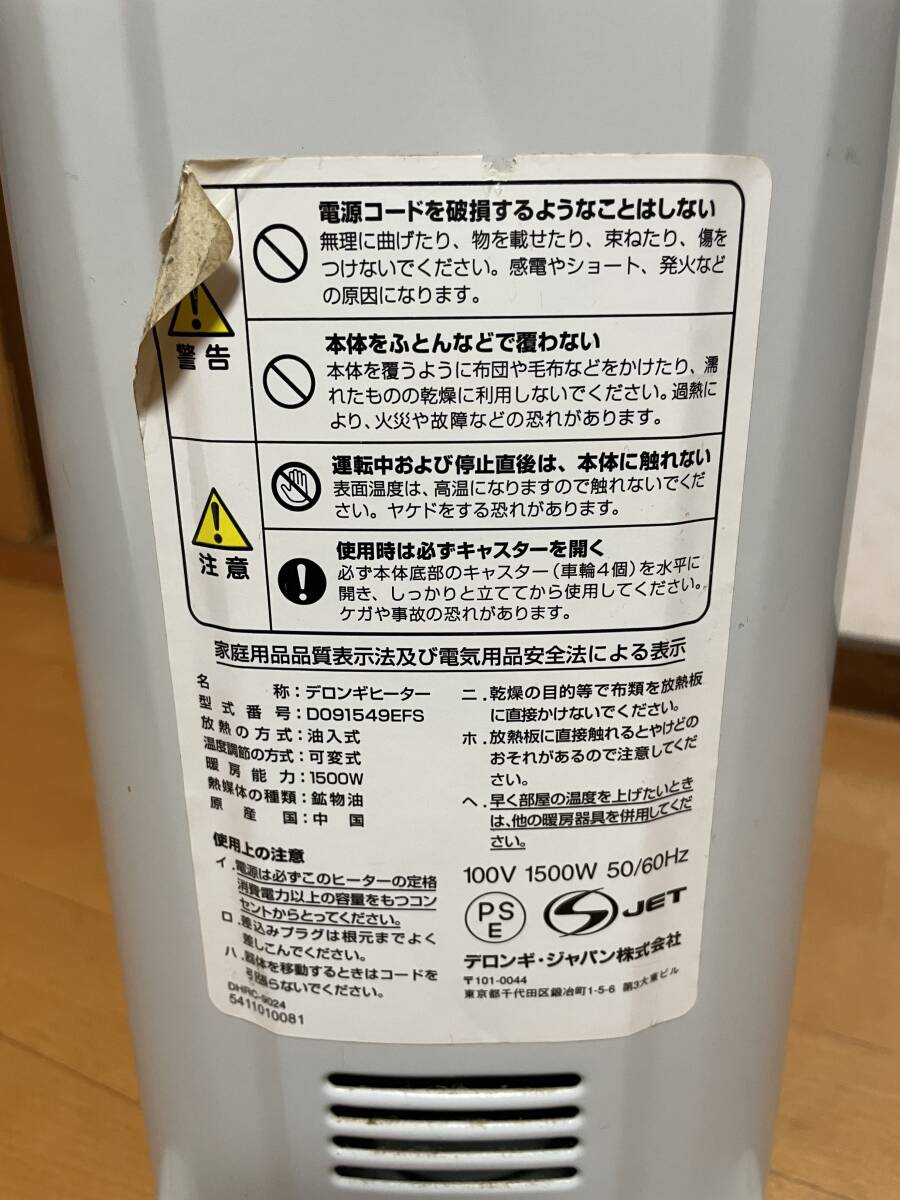 電源コードを破損するようなことはしない
無理に曲げたり、物を載せたり、束ねたり、傷を
つけないでください。感電やショート、発火など
の原因になります。
警告
本体をふとんなどで覆わない
本体を覆うように布団や毛布などをかけたり、濡
れたものの乾燥に利用しないでください。過熱に
より、火災や故障などの恐れがあります。
運転中および停止直後は、本体に触れない
表面温度は、高温になりますので触れないでくだ
さい。ヤケドをする恐れがあります。
注意
使用時は必ずキャスターを開く
必ず本体底部のキャスター(車輪4個)を水平に
開き、しっかりと立ててから使用してください。
ケガや事故の恐れがあります。
家庭用品品質表示法及び電気用品安全法による表示
名称:デロンギヒーター
型式番号:D091549EFS
放熱の方式:油入式
温度調節の方式:可変式
暖房能力:1500W
熱媒体の種類:鉱物油
原産国:中国
使用上の注意
イ.電源は必ずこのヒーターの定格
消費電力以上の容量をもつコン
セントからとってください。
ロ.差込みプラグは根元までよく
差しこんでください。
ハ.器体を移動するときはコードを
引張らないでください。
DHRC-9024
5411010081
ニ.乾燥の目的等で布類を放熱板
に直接かけないでください。
ホ.放熱板に直接触れるとやけどの
おそれがあるので注意してくだ
さい。
ヘ.早く部屋の温度を上げたいとき
は、他の暖房器具を併用してくだ
さい。
100V 1500W 50/60Hz
PS
E
JET
デロンギ・ジャパン株式会社
〒101-0044
東京都千代田区鍛冶町1-5-6 第3大東ビル